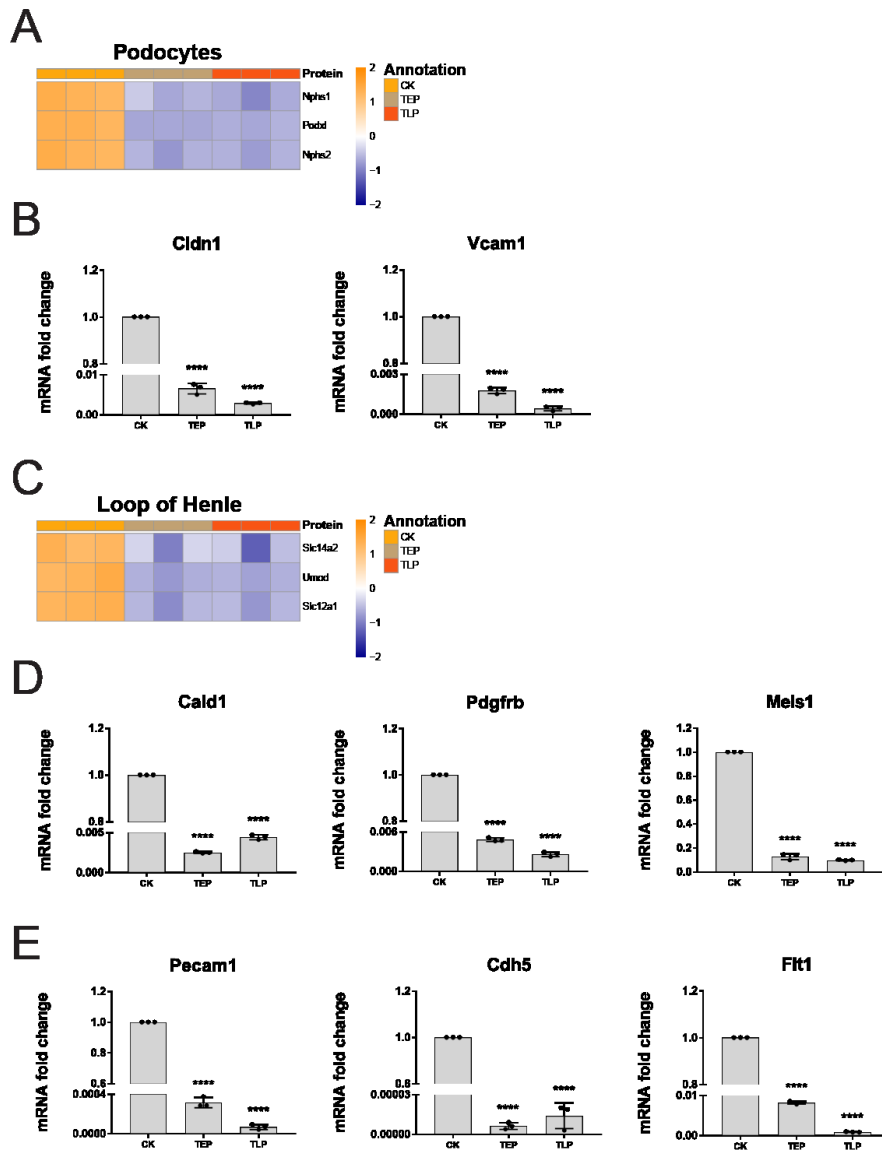 A
Podocytes
Protein
Nphs1
Podxl
Nphs2
2
1
0
−1
−2
Annotation
CK
TEP
TLP
B
Cldn1
mRNA fold change
1.2
1.0
0.8
0.01
0.00
****
****
CK TEP TLP
Vcam1
mRNA fold change
1.2
1.0
0.8
0.003
0.000
****
****
CK TEP TLP
C
Loop of Henle
Protein
Slc14a2
Umod
Slc12a1
2
1
0
−1
−2
Annotation
CK
TEP
TLP
D
Cald1
mRNA fold change
1.2
1.0
0.8
0.005
0.000
****
****
CK TEP TLP
Pdgfrb
mRNA fold change
1.2
1.0
0.8
0.006
0.000
****
****
CK TEP TLP
Meis1
mRNA fold change
1.2
1.0
0.8
0.6
0.4
0.2
0.0
****
****
CK TEP TLP
E
Pecam1
mRNA fold change
1.2
1.0
0.8
0.6
0.0004
0.0000
****
****
CK TEP TLP
Cdh5
mRNA fold change
1.2
1.0
0.8
0.00003
0.00000
****
****
CK TEP TLP
Flt1
mRNA fold change
1.2
1.0
0.8
0.01
0.00
****
****
CK TEP TLP